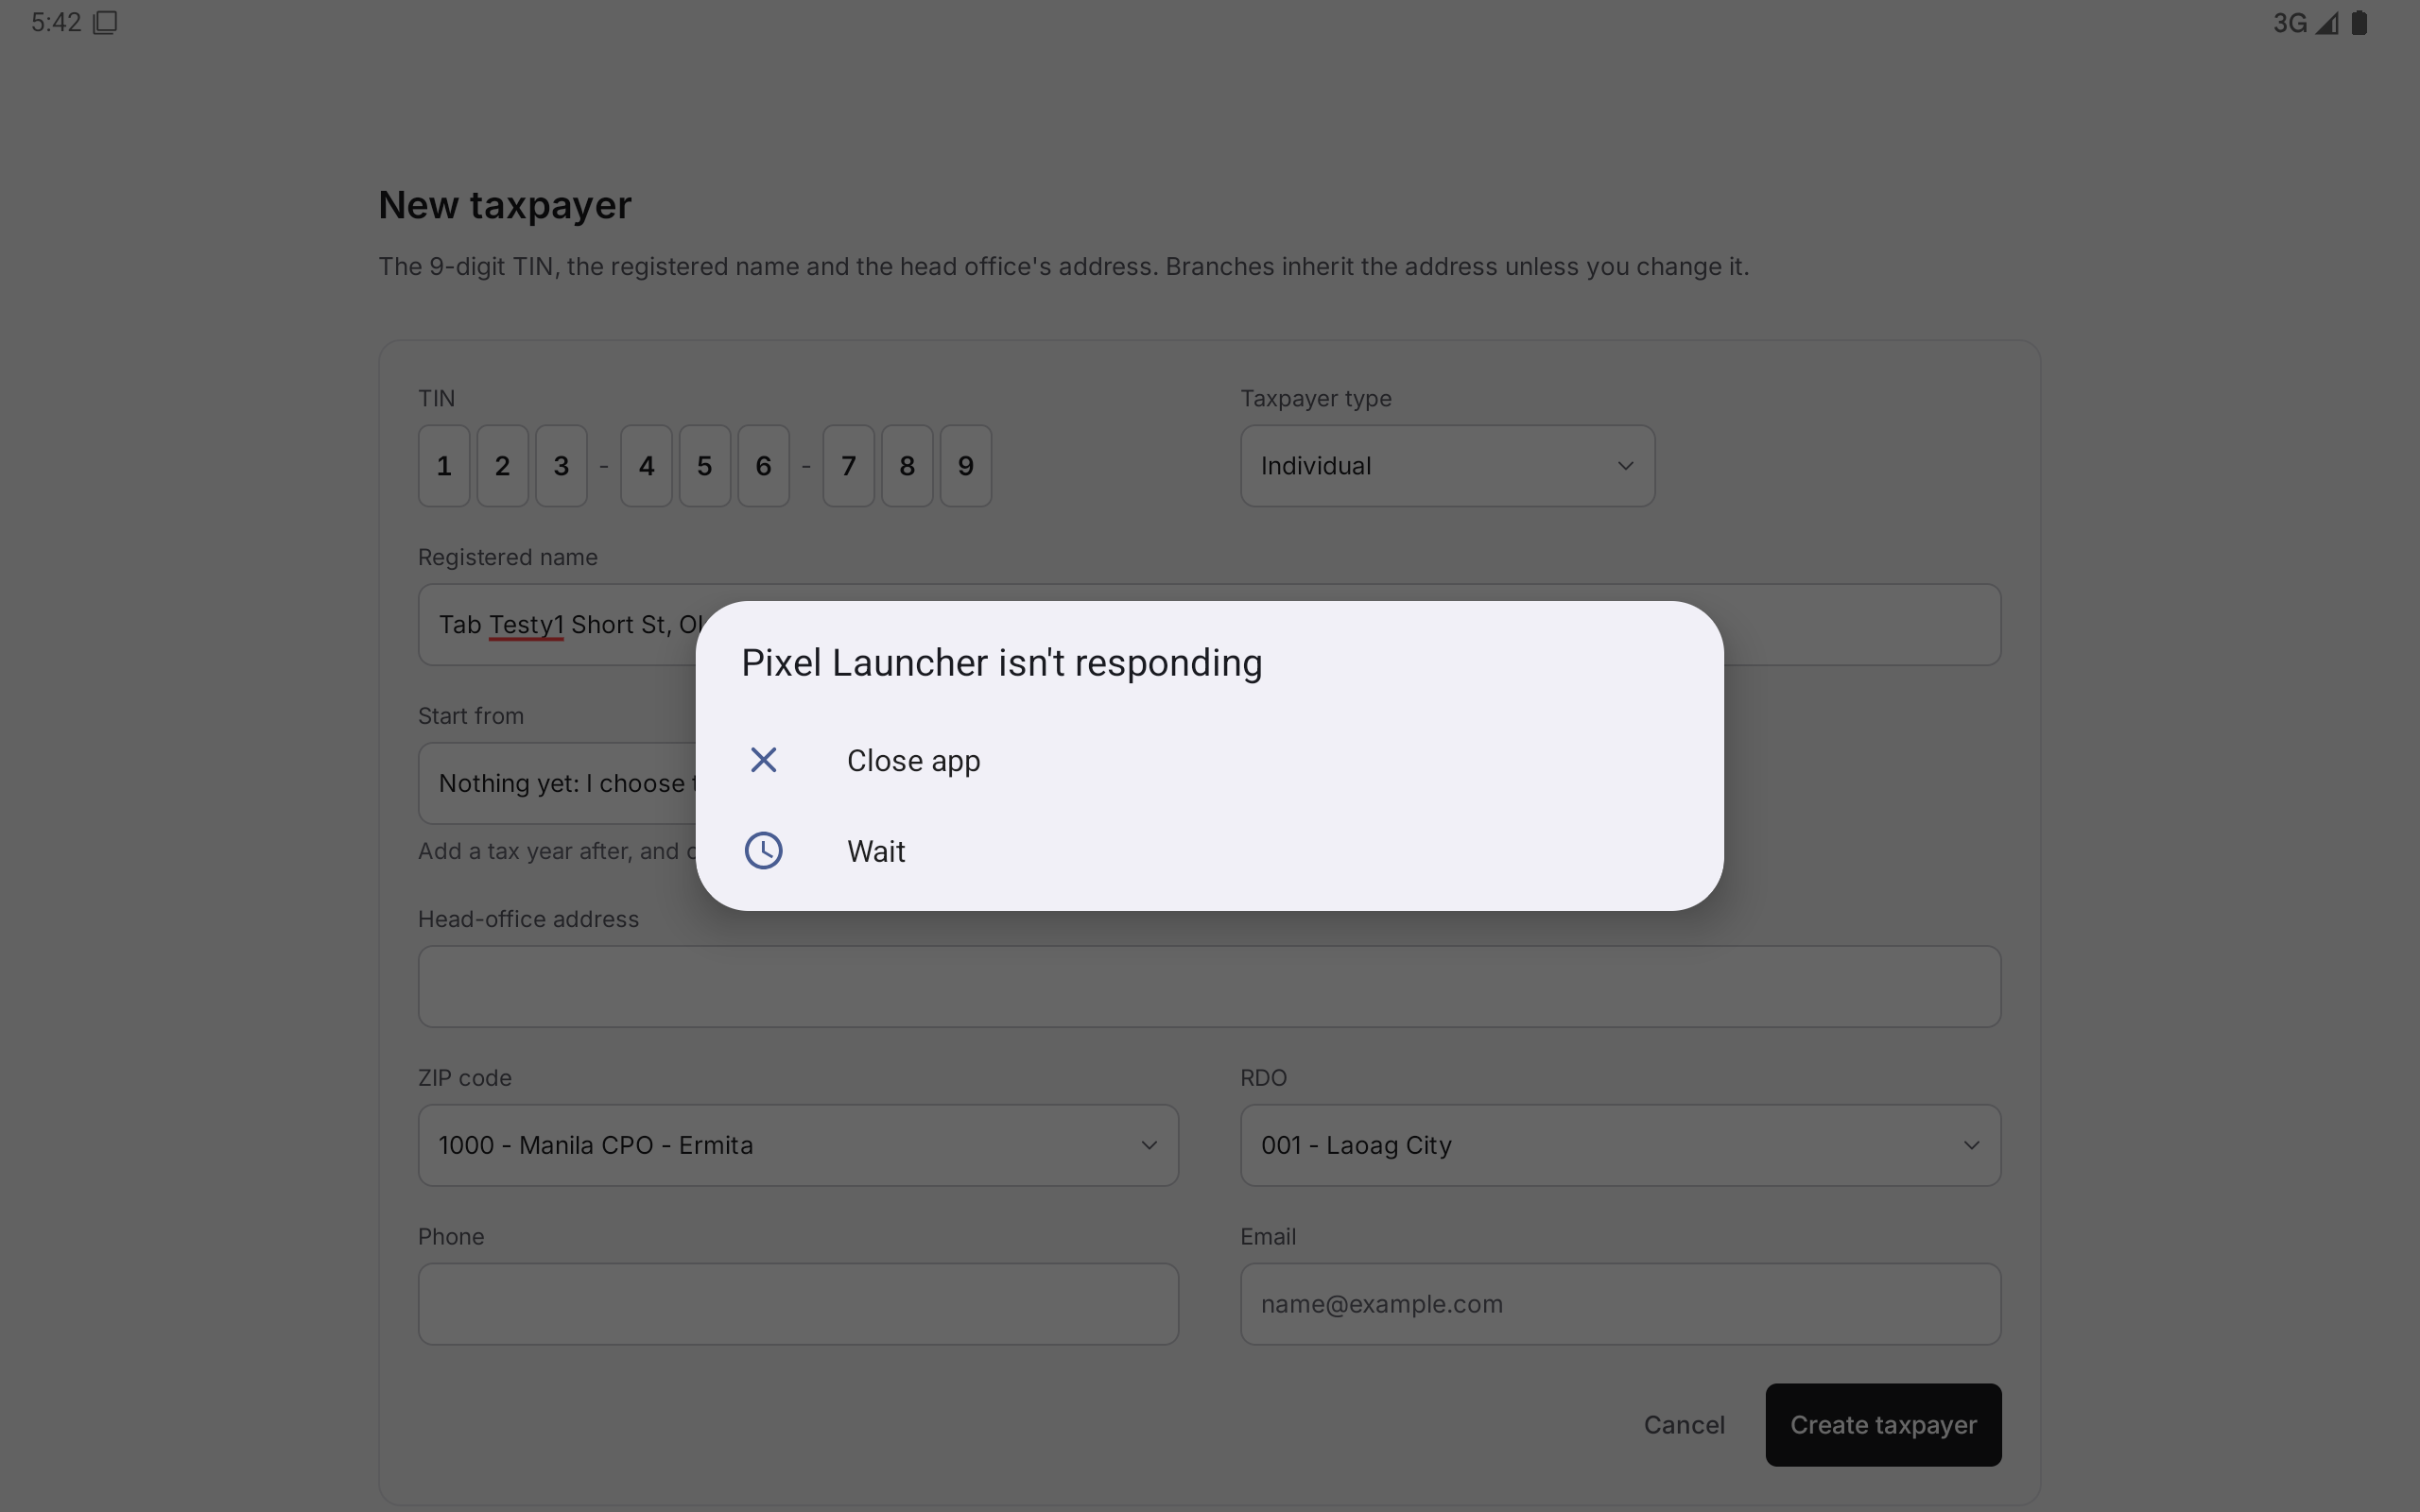 5:42
3G
New taxpayer
The 9-digit TIN, the registered name and the head office's address. Branches inherit the address unless you change it.
TIN
Taxpayer type
1 2 3 - 4 5 6 - 7 8 9
Individual
Registered name
Tab Testy1 Short St,
Pixel Launcher isn't responding
Start from
Close app
Nothing yet: I choose
Wait
Add a tax year after, and
Head-office address
ZIP code
RDO
1000 - Manila CPO - Ermita
001 - Laoag City
Phone
Email
name@example.com
Cancel
Create taxpayer